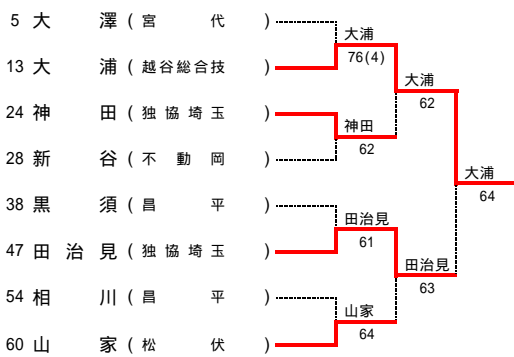 5 大澤 (宮代)
13 大浦 (越谷総合技)
24 神田 (独協埼玉)
28 新谷 (不動岡)
38 黒須 (昌平)
47 田治見 (独協埼玉)
54 相川 (昌平)
60 山家 (松伏)
大浦
76(4)
神田
62
田治見
61
山家
64
大浦
62
田治見
63
大浦
64